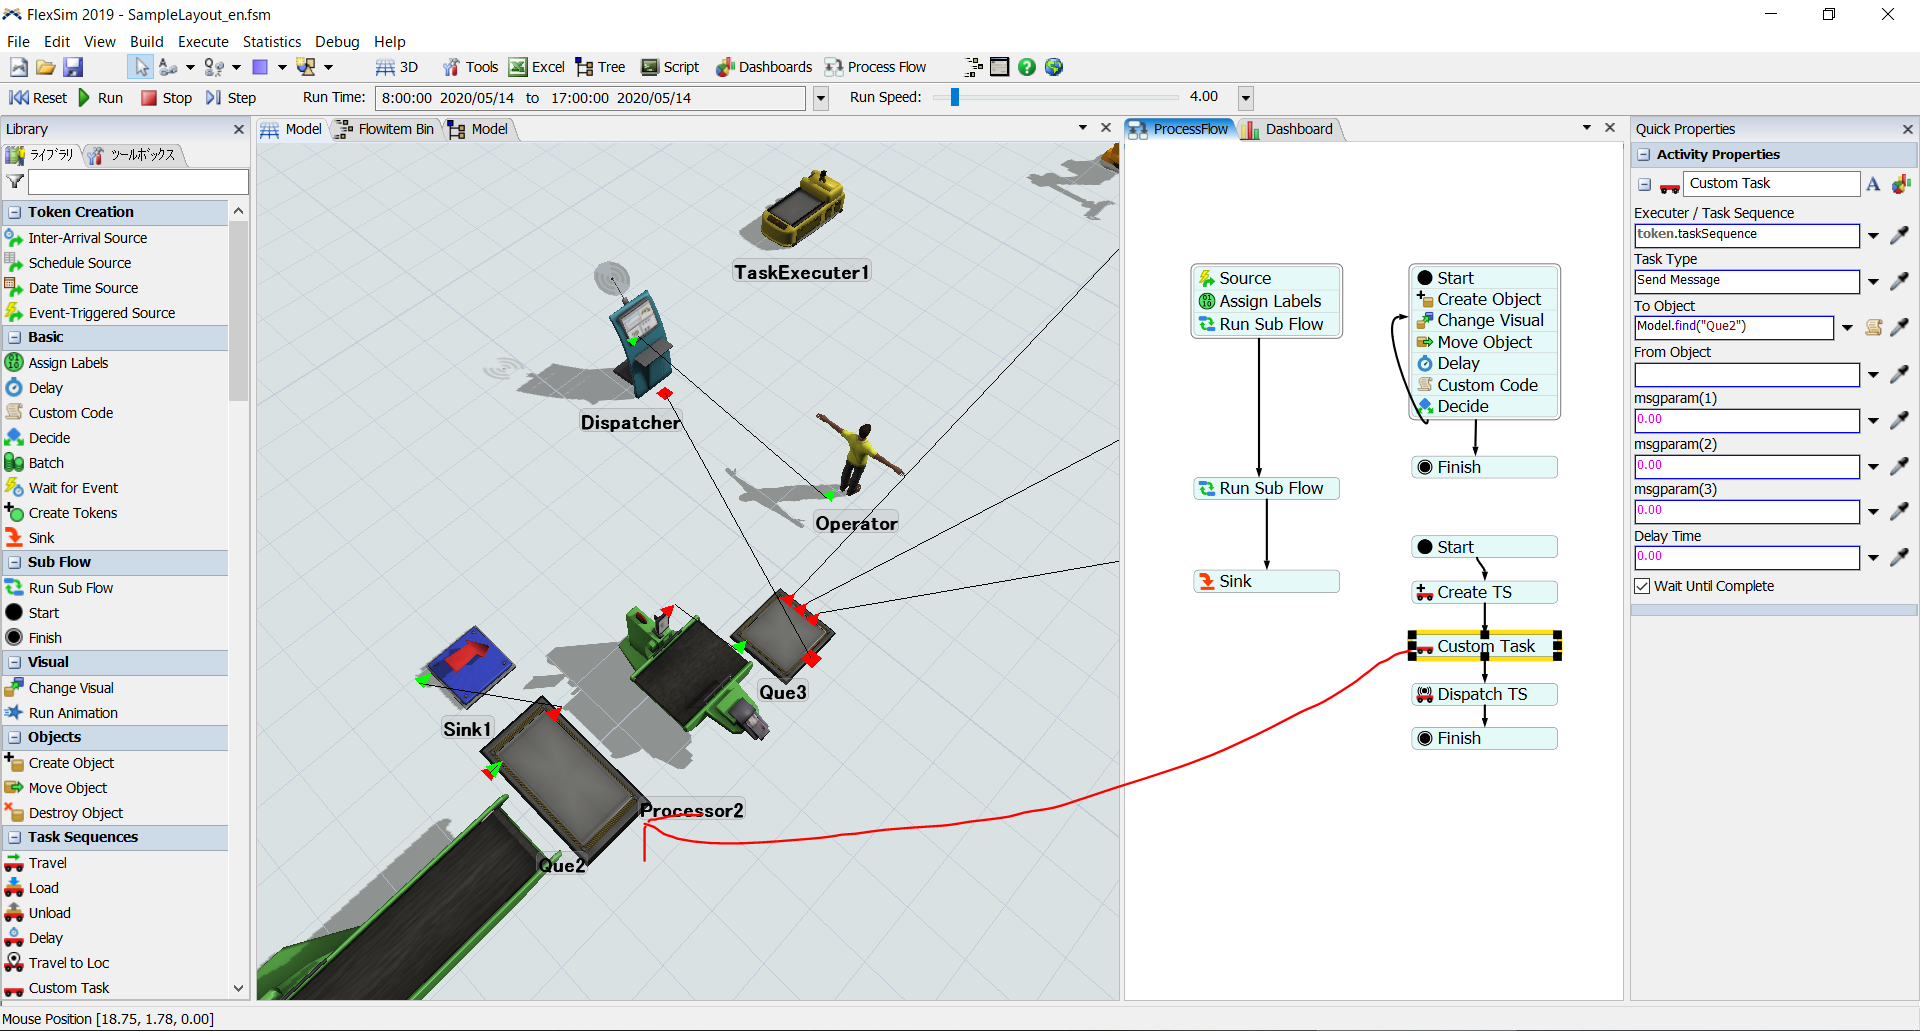 FlexSim 2019 - SampleLayout_en.fsm
File Edit View Build Execute Statistics Debug Help
3D Tools Excel Tree Script Dashboards Process Flow
Reset Run Stop Step Run Time: 8:00:00 2020/05/14 to 17:00:00 2020/05/14 Run Speed: 4.00
Library
ライブラリ ツールボックス
Token Creation
Inter-Arrival Source
Schedule Source
Date Time Source
Event-Triggered Source
Basic
Assign Labels
Delay
Custom Code
Decide
Batch
Wait for Event
Create Tokens
Sink
Sub Flow
Run Sub Flow
Start
Finish
Visual
Change Visual
Run Animation
Objects
Create Object
Move Object
Destroy Object
Task Sequences
Travel
Load
Unload
Delay
Travel to Loc
Custom Task
Model Flowitem Bin Model
TaskExecuter1
Dispatcher
Operator
Que3
Sink1
Processor2
Que2
ProcessFlow Dashboard
Source
Assign Labels
Run Sub Flow
Run Sub Flow
Sink
Start
Create Object
Change Visual
Move Object
Delay
Custom Code
Decide
Finish
Start
Create TS
Custom Task
Dispatch TS
Finish
Quick Properties
Activity Properties
Custom Task A
Executer / Task Sequence
token.taskSequence
Task Type
Send Message
To Object
Model.find("Que2")
From Object
msgparam(1)
0.00
msgparam(2)
0.00
msgparam(3)
0.00
Delay Time
0.00
Wait Until Complete
Mouse Position [18.75, 1.78, 0.00]